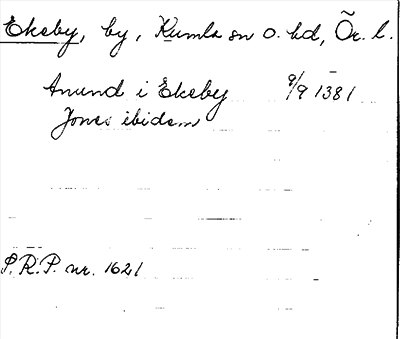 Ekeby, by, Kumla sn o. hd, Ör. l.
Anund i Ekeby 9/9 1381
Jones ibidem
S.R.P. nr. 1621